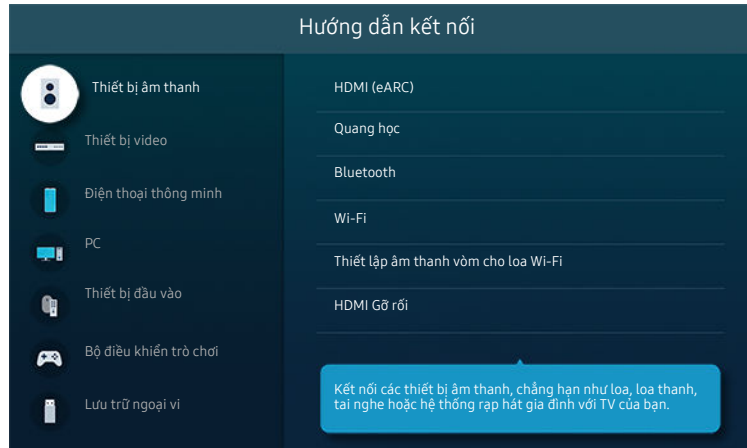 Hướng dẫn kết nối
Thiết bị âm thanh
Thiết bị video
Điện thoại thông minh
PC
Thiết bị đầu vào
Bộ điều khiển trò chơi
Lưu trữ ngoại vi
HDMI (eARC)
Quang học
Bluetooth
Wi-Fi
Thiết lập âm thanh vòm cho loa Wi-Fi
HDMI Gỡ rối
Kết nối các thiết bị âm thanh, chẳng hạn như loa, loa thanh,
tai nghe hoặc hệ thống rạp hát gia đình với TV của bạn.